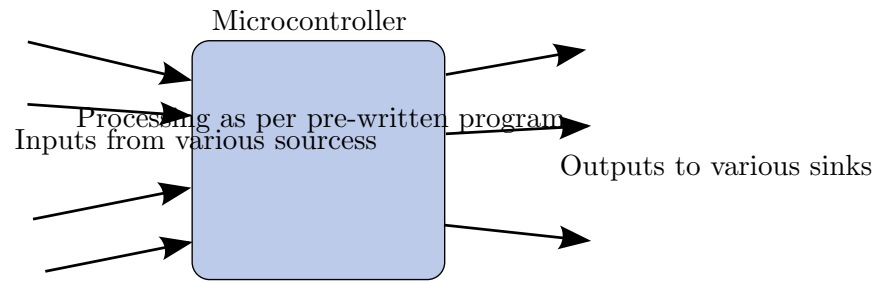 Microcontroller
Processing as per pre-written program
Inputs from various sourcess
Outputs to various sinks